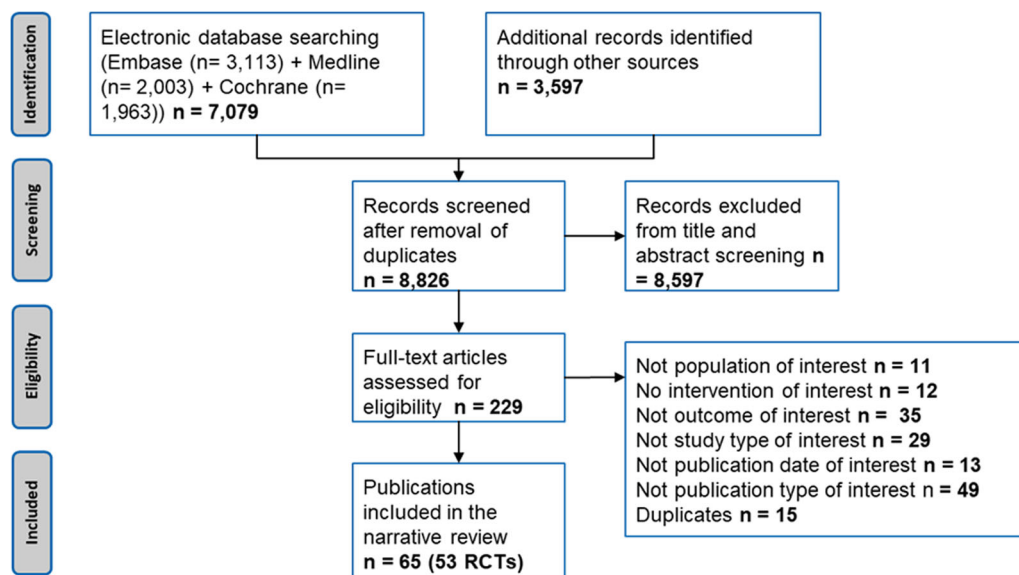 Identification
Electronic database searching
(Embase (n= 3,113) + Medline
(n= 2,003) + Cochrane (n=
1,963)) n = 7,079
Additional records identified
through other sources
n = 3,597
Screening
Records screened
after removal of
duplicates
n = 8,826
Records excluded
from title and
abstract screening n
= 8,597
Eligibility
Full-text articles
assessed for
eligibility n = 229
Not population of interest n = 11
No intervention of interest n = 12
Not outcome of interest n = 35
Not study type of interest n = 29
Not publication date of interest n = 13
Not publication type of interest n = 49
Duplicates n = 15
Included
Publications
included in the
narrative review
n = 65 (53 RCTs)